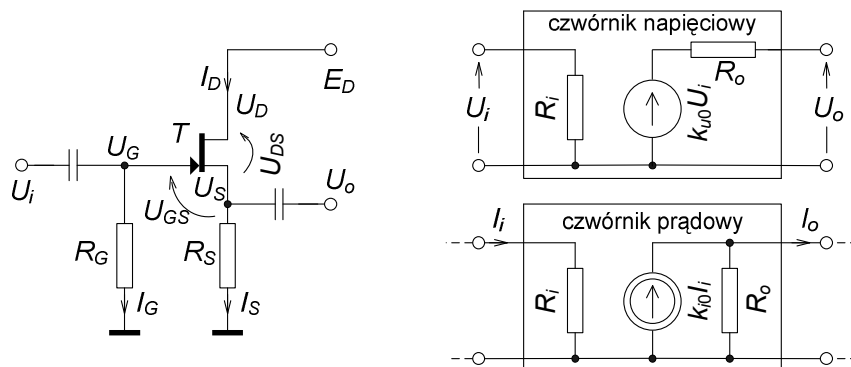 I_D
E_D
U_D
T
U_G
U_DS
U_i
U_S
U_o
U_GS
R_G
R_S
I_G
I_S
czwórnik napięciowy
R_o
U_i
R_i
k_u0U_i
U_o
czwórnik prądowy
I_i
I_o
R_i
k_i0I_i
R_o